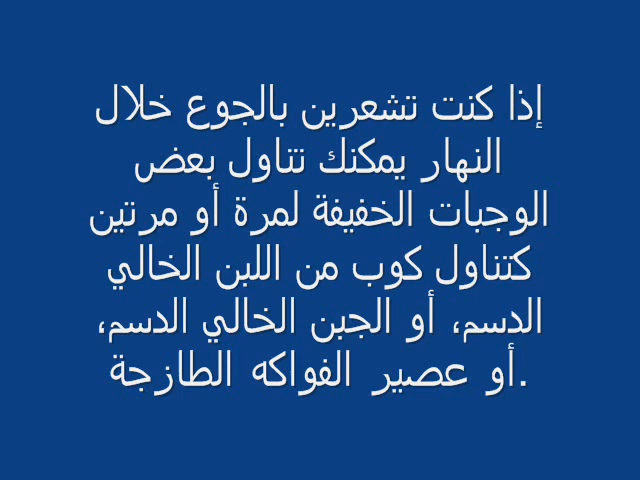 إذا كنت تشعرين بالجوع خلال
النهار يمكنك تناول بعض
الوجبات الخفيفة لمرة أو مرتين
كتناول كوب من اللبن الخالي
الدسم، أو الجبن الخالي الدسم،
.أو عصير الفواكه الطازجة